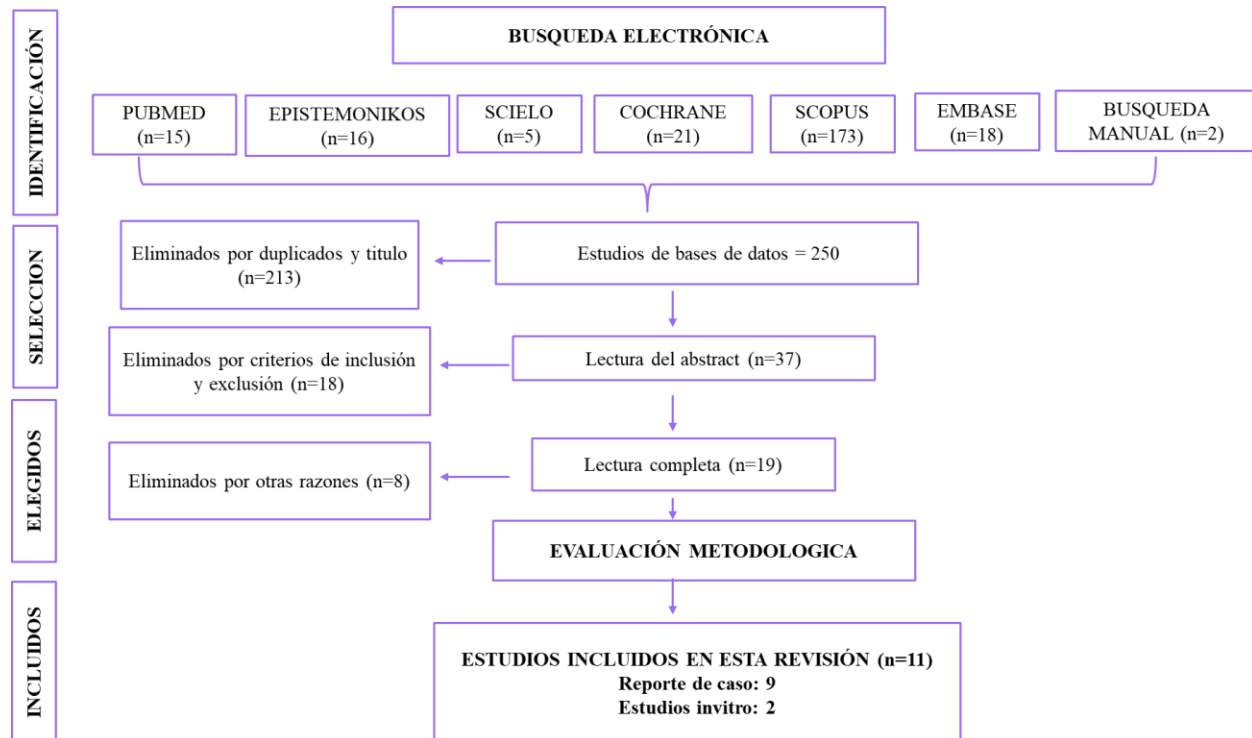 BUSQUEDA ELECTRÓNICA
IDENTIFICACIÓN
PUBMED
(n=15)
EPISTEMONIKOS
(n=16)
SCIELO
(n=5)
COCHRANE
(n=21)
SCOPUS
(n=173)
EMBASE
(n=18)
BUSQUEDA
MANUAL (n=2)
SELECCION
Eliminados por duplicados y titulo
(n=213)
Estudios de bases de datos = 250
Eliminados por criterios de inclusión
y exclusión (n=18)
Lectura del abstract (n=37)
ELEGIDOS
Eliminados por otras razones (n=8)
Lectura completa (n=19)
EVALUACIÓN METODOLOGICA
INCLUIDOS
ESTUDIOS INCLUIDOS EN ESTA REVISIÓN (n=11)
Reporte de caso: 9
Estudios invitro: 2